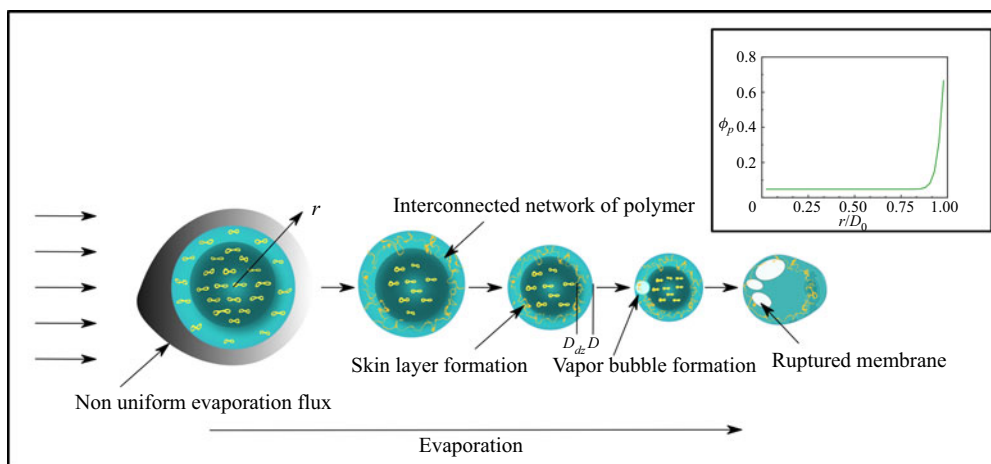 0.8
0.6
ϕp
0.4
0.2
0
0.25
0.50
0.75
1.00
r/D0
r
Interconnected network of polymer
Ddz D
Skin layer formation
Vapor bubble formation
Ruptured membrane
Non uniform evaporation flux
Evaporation